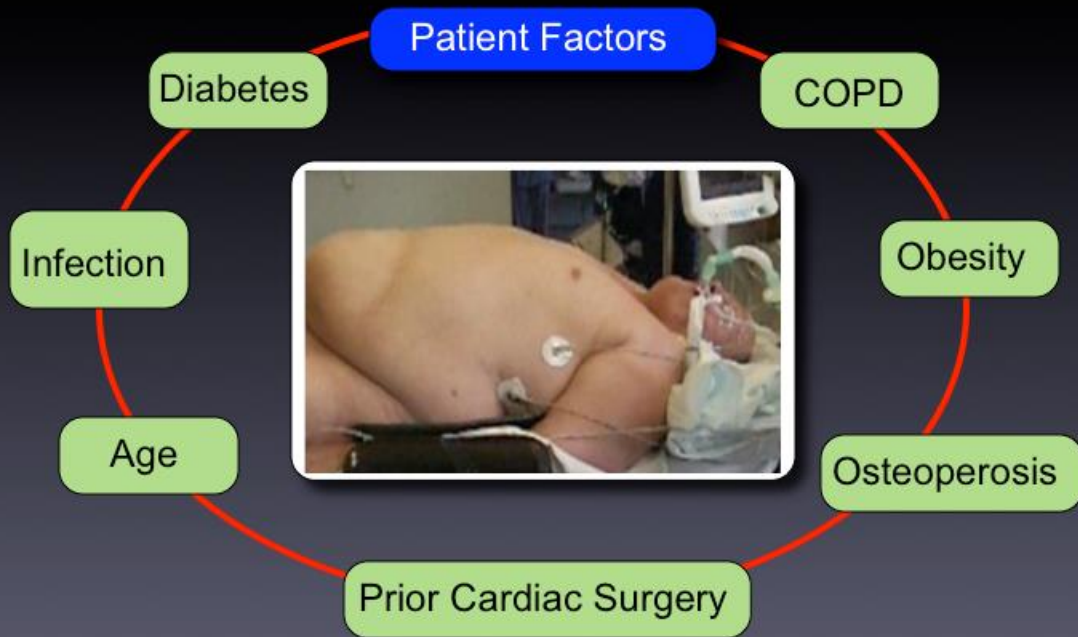 Patient Factors
Diabetes
COPD
Infection
Obesity
Age
Osteoperosis
Prior Cardiac Surgery